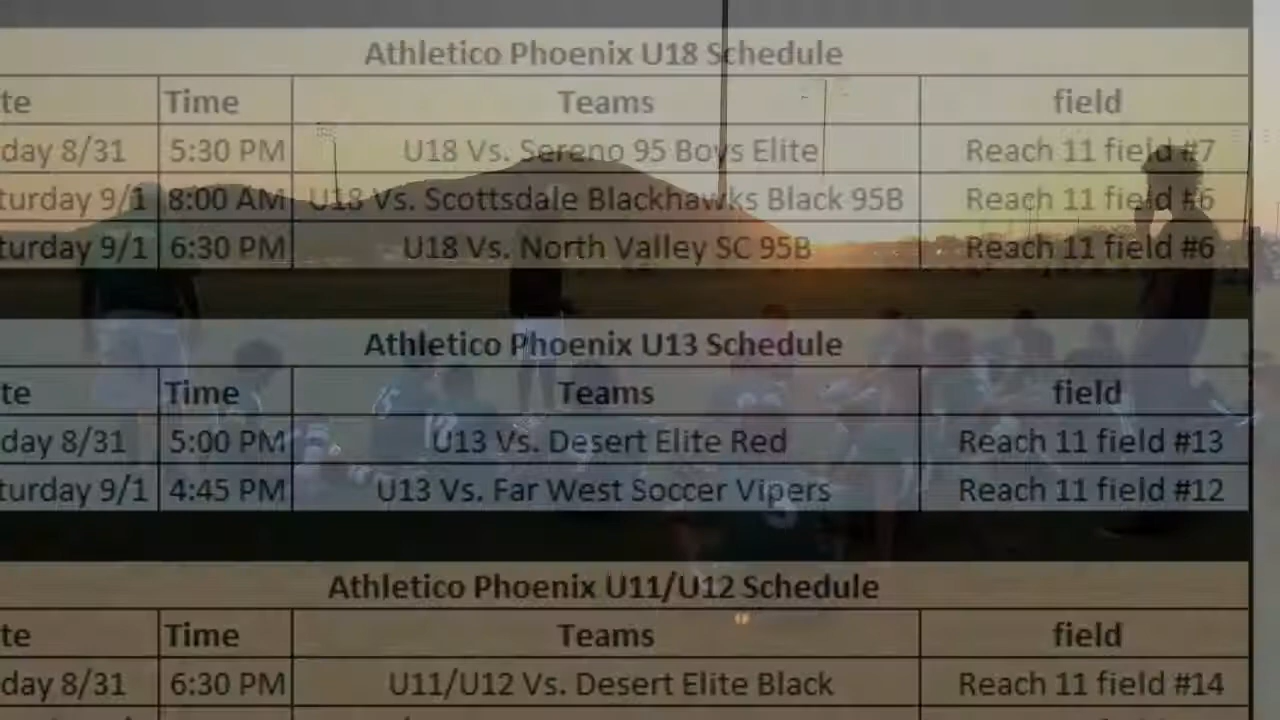 Athletico Phoenix U18 Schedule
te Time Teams field
day 8/31 5:30 PM U18 Vs. Sereno 95 Boys Elite Reach 11 field #7
turday 9/1 8:00 AM U18 Vs. Scottsdale Blackhawks Black 95B Reach 11 field #6
turday 9/1 6:30 PM U18 Vs. North Valley SC 95B Reach 11 field #6
Athletico Phoenix U13 Schedule
te Time Teams field
day 8/31 5:00 PM U13 Vs. Desert Elite Red Reach 11 field #13
turday 9/1 4:45 PM U13 Vs. Far West Soccer Vipers Reach 11 field #12
Athletico Phoenix U11/U12 Schedule
te Time Teams field
day 8/31 6:30 PM U11/U12 Vs. Desert Elite Black Reach 11 field #14